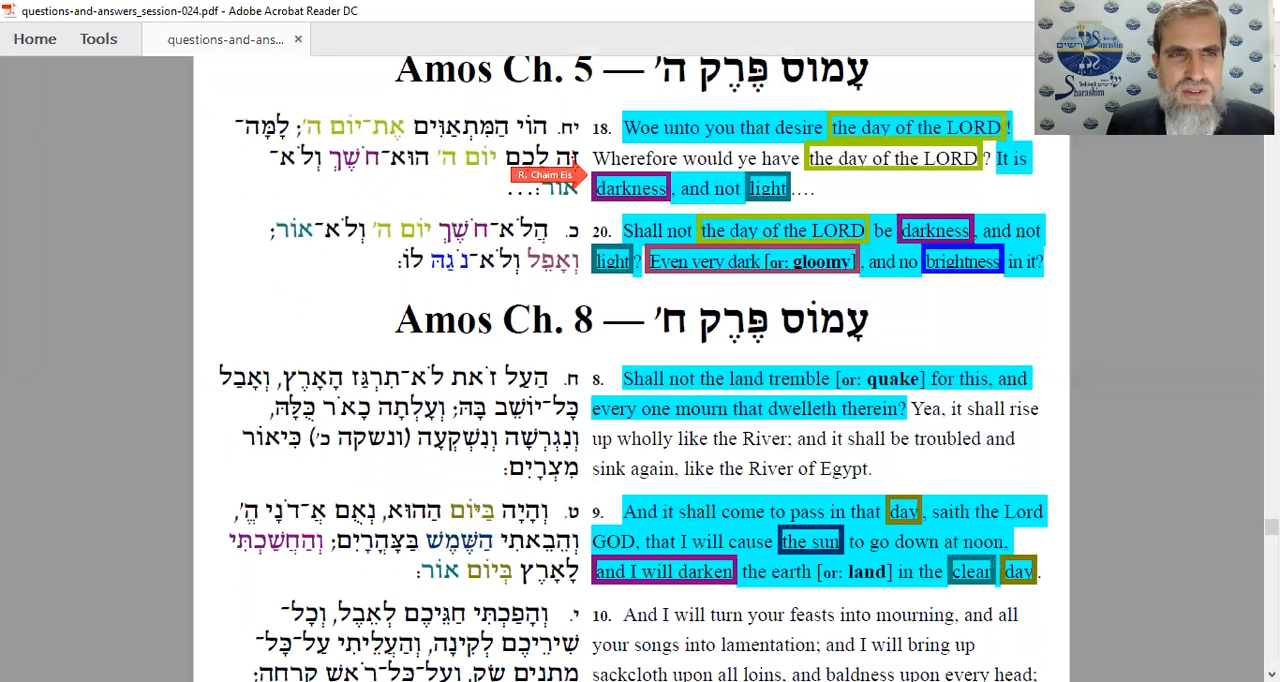 questions-and-answers_session-024.pdf - Adobe Acrobat Reader DC
Home Tools questions-and-ans... ×
Sharashim
Amos Ch. 5 — עָמוֹס פֶּרֶק ה׳
יח. הוֹי הַמִּתְאַוִּים אֶת־יוֹם ה׳; לָמָּה־
זֶּה לָכֶם יוֹם ה׳ הוּא־חֹשֶׁךְ וְלֹא־
אוֹר:...
18. Woe unto you that desire the day of the LORD!
Wherefore would ye have the day of the LORD? It is
darkness, and not light....
R. Chaim Eis
כ. הֲלֹא־חֹשֶׁךְ יוֹם ה׳ וְלֹא־אוֹר;
וְאָפֵל וְלֹא־נֹגַהּ לוֹ:
20. Shall not the day of the LORD be darkness, and not
light? Even very dark [or: gloomy], and no brightness in it?
Amos Ch. 8 — עָמוֹס פֶּרֶק ח׳
ח. הַעַל זֹאת לֹא־תִרְגַּז הָאָרֶץ, וְאָבַל
כָּל־יוֹשֵׁב בָּהּ; וְעָלְתָה כָאֹר כֻּלָּהּ,
וְנִגְרְשָׁה וְנִשְׁקְעָה (ונשקה כ׳) כִּיאוֹר
מִצְרָיִם:
8. Shall not the land tremble [or: quake] for this, and
every one mourn that dwelleth therein? Yea, it shall rise
up wholly like the River; and it shall be troubled and
sink again, like the River of Egypt.
ט. וְהָיָה בַּיּוֹם הַהוּא, נְאֻם אֲ־דֹנָי הֱ׳,
וְהֵבֵאתִי הַשֶּׁמֶשׁ בַּצָּהֳרָיִם; וְהַחֲשַׁכְתִּי
לָאָרֶץ בְּיוֹם אוֹר:
9. And it shall come to pass in that day, saith the Lord
GOD, that I will cause the sun to go down at noon,
and I will darken the earth [or: land] in the clear day.
י. וְהָפַכְתִּי חַגֵּיכֶם לְאֵבֶל, וְכָל־
שִׁירֵיכֶם לְקִינָה, וְהַעֲלֵיתִי עַל־כָּל־
מָתְנַיִם שָׂק, וְעַל־כָּל־רֹאשׁ קָרְחָה;
10. And I will turn your feasts into mourning, and all
your songs into lamentation; and I will bring up
sackcloth upon all loins, and baldness upon every head;